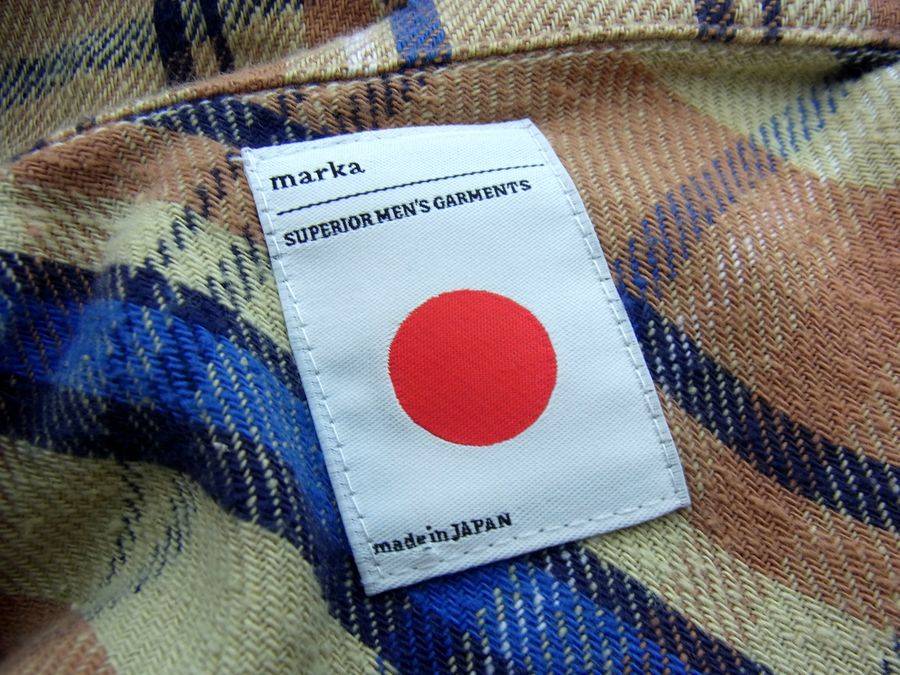 marka
SUPERIOR MEN'S GARMENTS
made in JAPAN